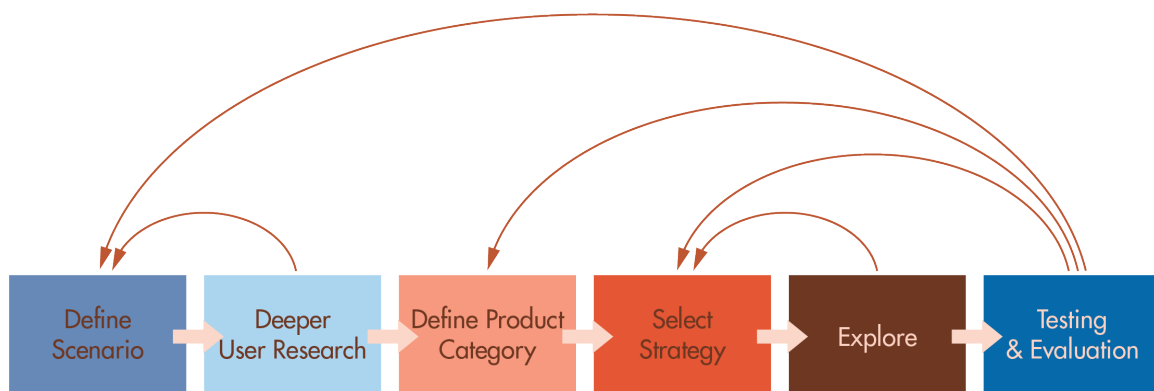 Define
Scenario
Deeper
User Research
Define Product
Category
Select
Strategy
Explore
Testing
& Evaluation